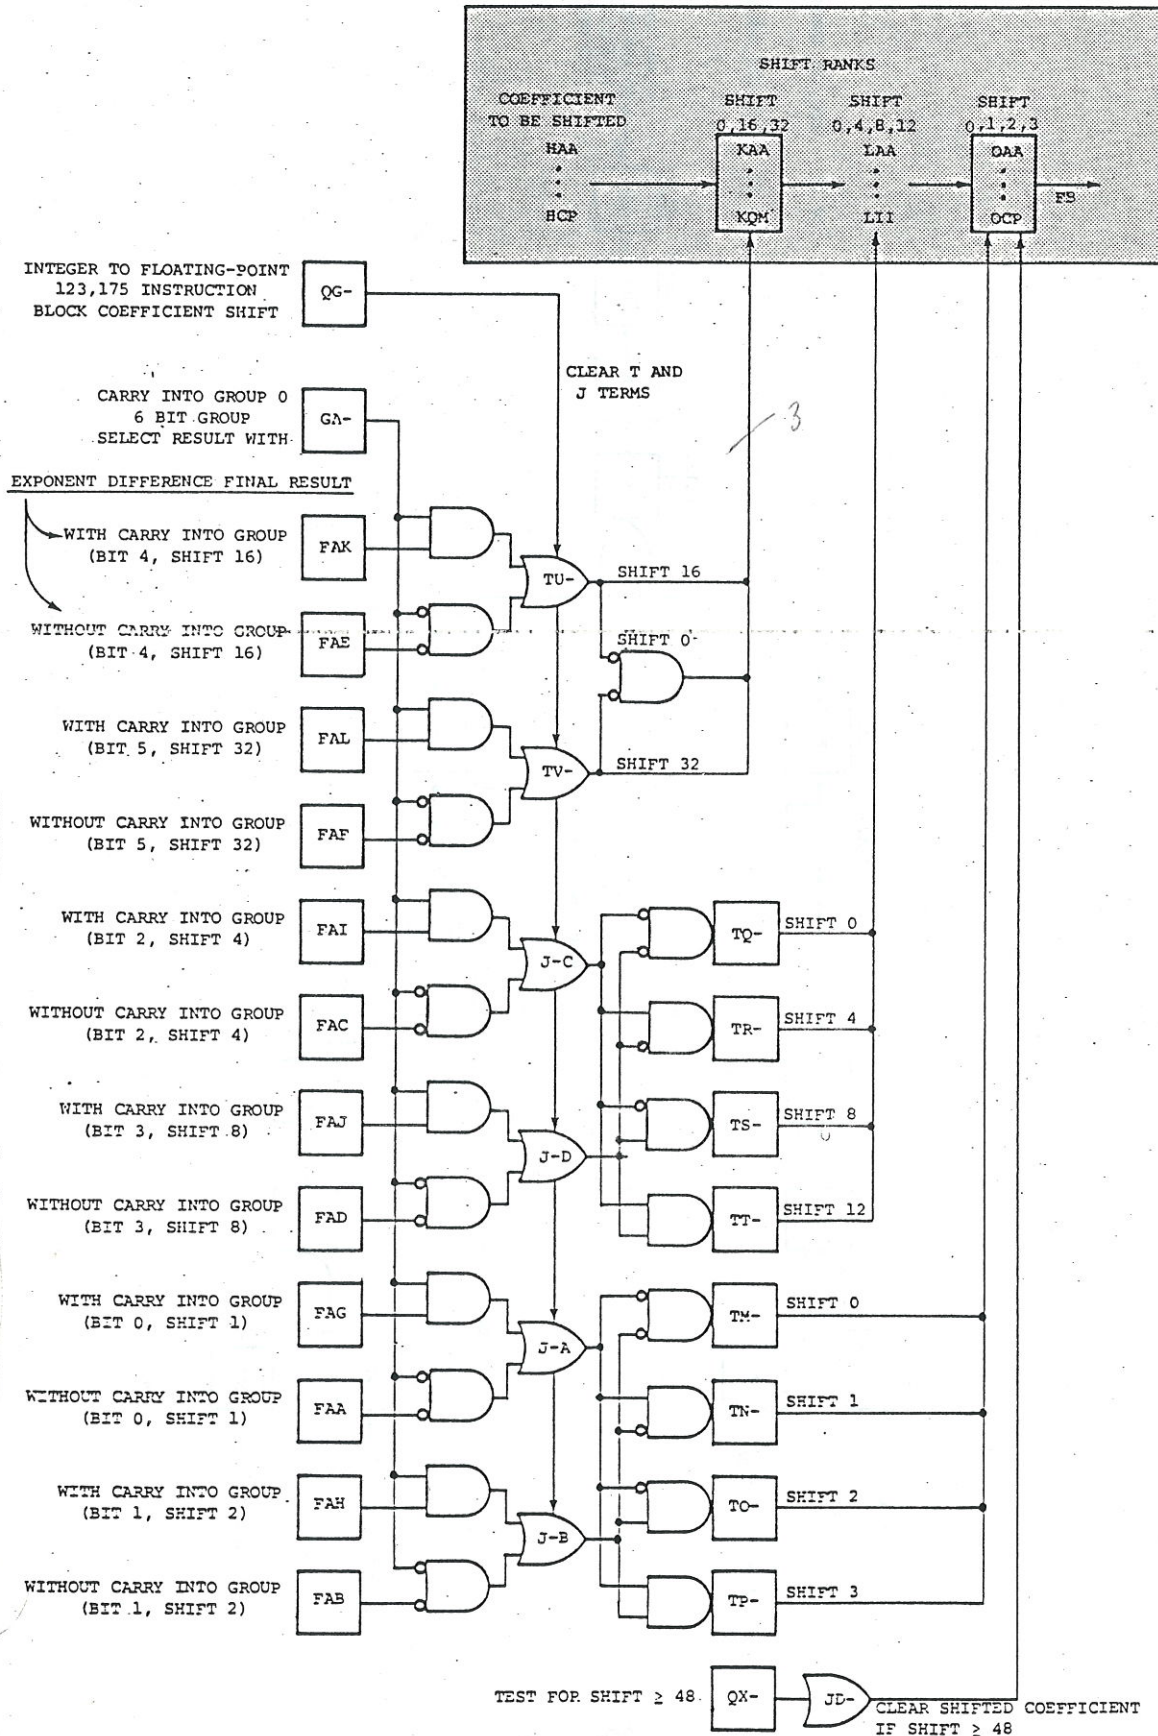 SHIFT RANKS
COEFFICIENT
TO BE SHIFTED
SHIFT
0,16,32
SHIFT
0,4,8,12
SHIFT
0,1,2,3
HAA
HCP
KAA
KQM
LAA
LII
OAA
OCP
FB
INTEGER TO FLOATING-POINT
123,175 INSTRUCTION
BLOCK COEFFICIENT SHIFT
QG-
CLEAR T AND
J TERMS
3
CARRY INTO GROUP 0
6 BIT GROUP
SELECT RESULT WITH
GA-
EXPONENT DIFFERENCE FINAL RESULT
WITH CARRY INTO GROUP
(BIT 4, SHIFT 16)
FAK
TU-
SHIFT 16
WITHOUT CARRY INTO GROUP
(BIT 4, SHIFT 16)
FAE
SHIFT 0
WITH CARRY INTO GROUP
(BIT 5, SHIFT 32)
FAL
TV-
SHIFT 32
WITHOUT CARRY INTO GROUP
(BIT 5, SHIFT 32)
FAF
WITH CARRY INTO GROUP
(BIT 2, SHIFT 4)
FAI
J-C
TQ-
SHIFT 0
WITHOUT CARRY INTO GROUP
(BIT 2, SHIFT 4)
FAC
TR-
SHIFT 4
WITH CARRY INTO GROUP
(BIT 3, SHIFT 8)
FAJ
J-D
TS-
SHIFT 8
WITHOUT CARRY INTO GROUP
(BIT 3, SHIFT 8)
FAD
TT-
SHIFT 12
WITH CARRY INTO GROUP
(BIT 0, SHIFT 1)
FAG
J-A
TM-
SHIFT 0
WITHOUT CARRY INTO GROUP
(BIT 0, SHIFT 1)
FAA
TN-
SHIFT 1
WITH CARRY INTO GROUP
(BIT 1, SHIFT 2)
FAH
J-B
TO-
SHIFT 2
WITHOUT CARRY INTO GROUP
(BIT 1, SHIFT 2)
FAB
TP-
SHIFT 3
TEST FOR SHIFT ≥ 48
QX-
JD-
CLEAR SHIFTED COEFFICIENT
IF SHIFT ≥ 48